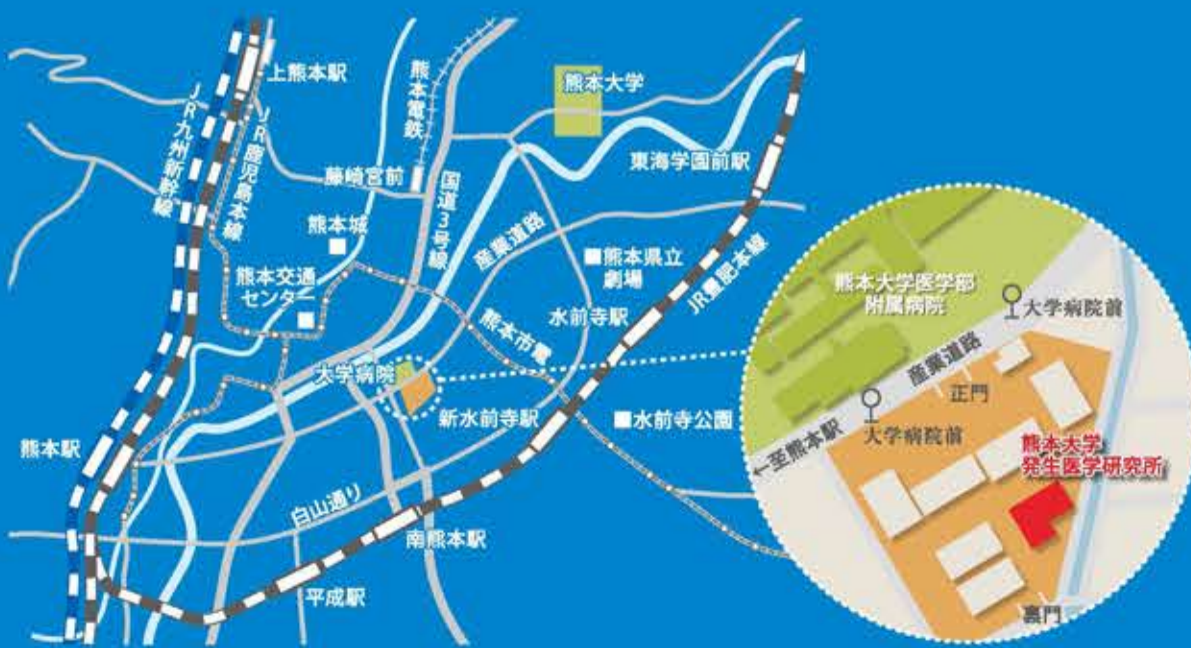 上熊本駅
JR九州新幹線
JR鹿児島本線
熊本電鉄
藤崎宮前
国道3号線
熊本大学
東海学園前駅
熊本城
産業道路
熊本交通
センター
熊本県立
劇場
JR豊肥本線
水前寺駅
熊本市電
大学病院
新水前寺駅
水前寺公園
熊本駅
白山通り
南熊本駅
平成駅
熊本大学医学部
附属病院
大学病院前
産業道路
正門
大学病院前
←至熊本駅
熊本大学
発生医学研究所
裏門